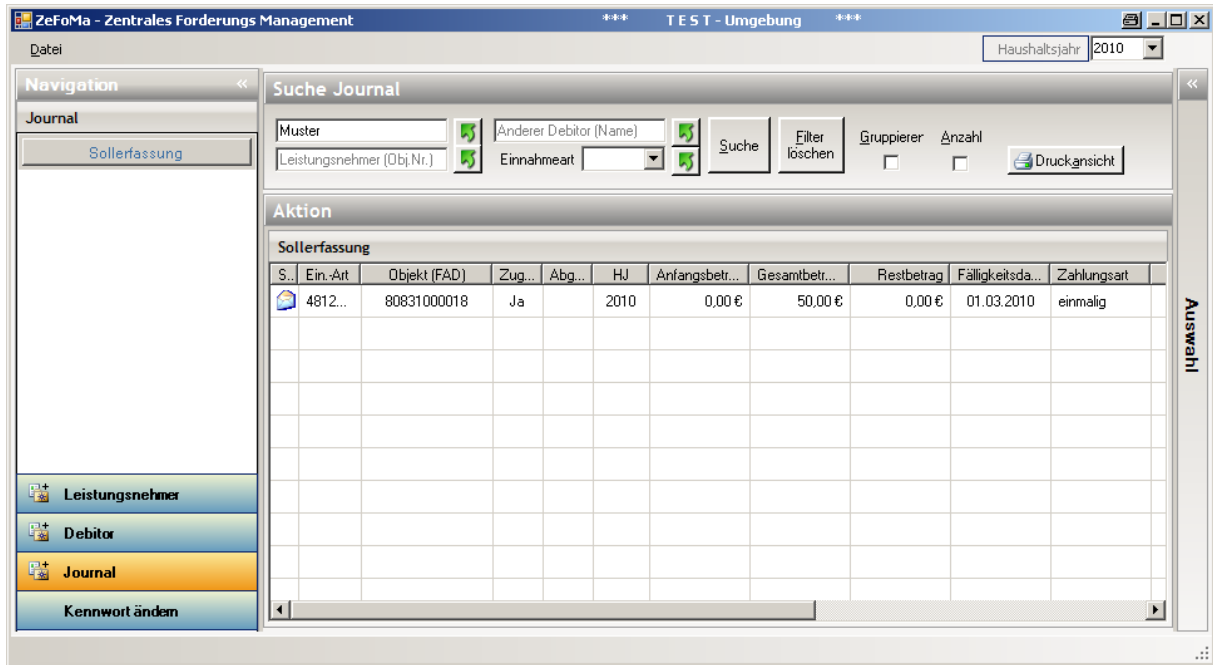 ZeFoMa - Zentrales Forderungs Management *** T E S T - Umgebung ***
Datei
Haushaltsjahr 2010
Navigation
Journal
Sollerfassung
Leistungsnehmer
Debitor
Journal
Kennwort ändern
Suche Journal
Muster Anderer Debitor (Name) Suche Filter löschen Gruppierer Anzahl
Leistungsnehmer (Obj.Nr.) Einnahmeart Druckansicht
Aktion
Sollerfassung
S.. Ein.-Art Objekt (FAD) Zug... Abg... HJ Anfangsbetr... Gesamtbetr... Restbetrag Fälligkeitsda... Zahlungsart
4812... 80831000018 Ja 2010 0,00 € 50,00 € 0,00 € 01.03.2010 einmalig
Auswahl